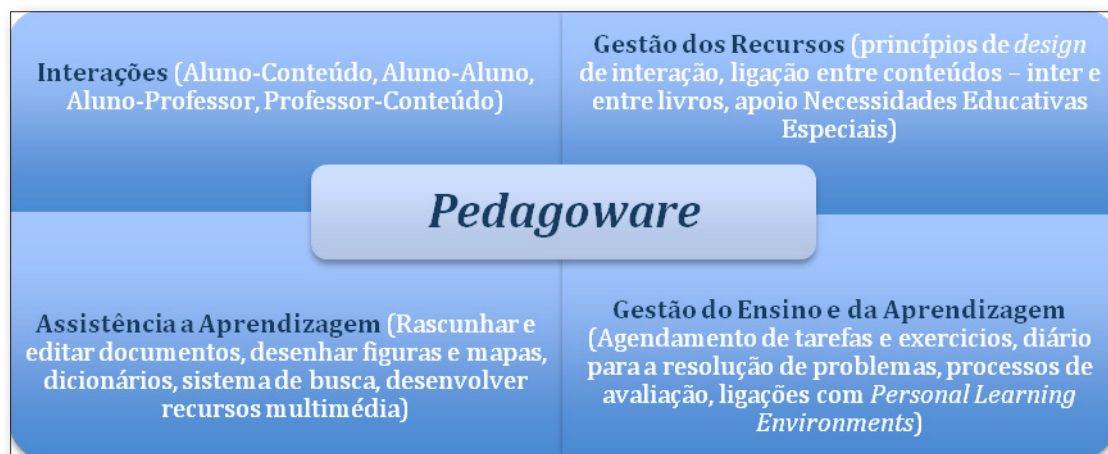 Interações (Aluno-Conteúdo, Aluno-Aluno,
Aluno-Professor, Professor-Conteúdo)
Gestão dos Recursos (princípios de design
de interação, ligação entre conteúdos – inter e
entre livros, apoio Necessidades Educativas
Especiais)
Pedagoware
Assistência a Aprendizagem (Rascunhar e
editar documentos, desenhar figuras e mapas,
dicionários, sistema de busca, desenvolver
recursos multimédia)
Gestão do Ensino e da Aprendizagem
(Agendamento de tarefas e exercicios, diário
para a resolução de problemas, processos de
avaliação, ligações com Personal Learning
Environments)